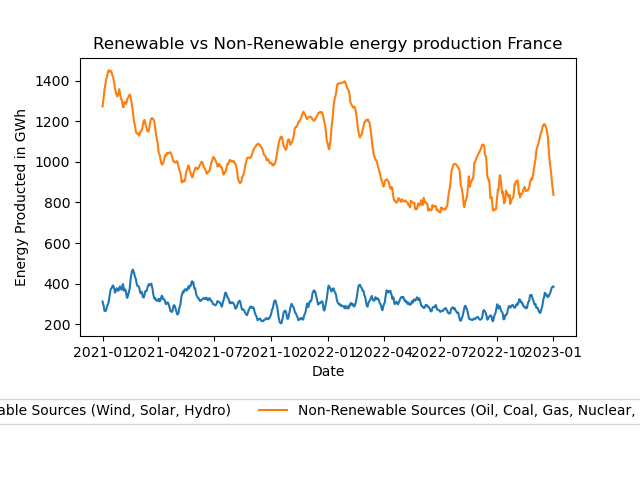 Renewable vs Non-Renewable energy production France
Energy Produced in GWh
1400
1200
1000
800
600
400
200
2021-01 2021-04 2021-07 2021-10 2022-01 2022-04 2022-07 2022-10 2023-01
Date
able Sources (Wind, Solar, Hydro) Non-Renewable Sources (Oil, Coal, Gas, Nuclear,